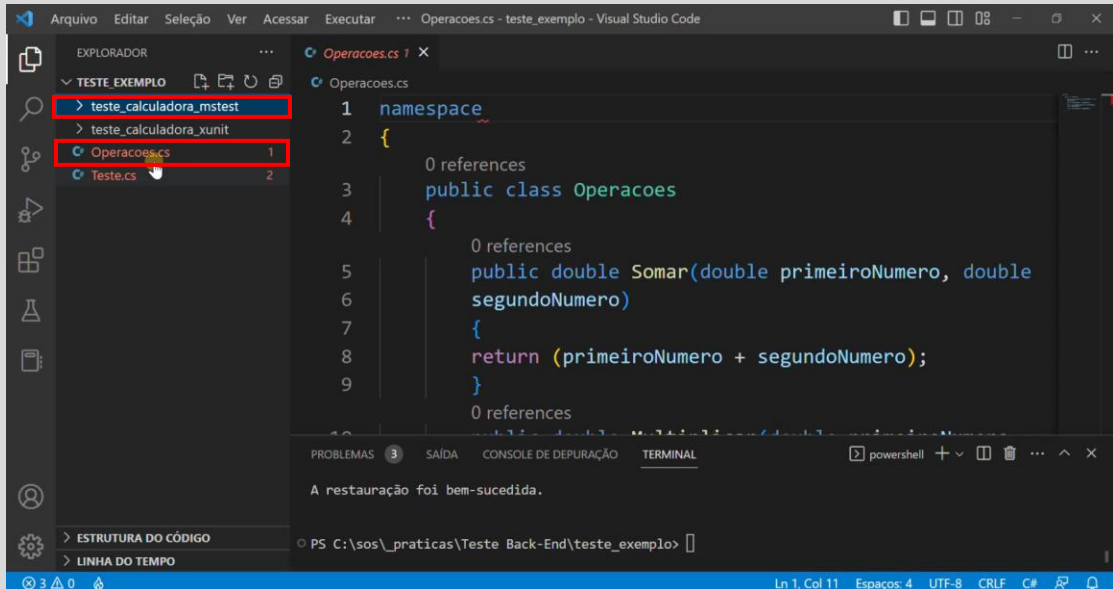 Arquivo Editar Seleção Ver Acessar Executar ··· Operacoes.cs - teste_exemplo - Visual Studio Code
EXPLORADOR ···
TESTE_EXEMPLO
teste_calculadora_mstest
teste_calculadora_xunit
C# Operacoes.cs 1
C# Teste.cs 2
ESTRUTURA DO CÓDIGO
LINHA DO TEMPO
C# Operacoes.cs 1
C# Operacoes.cs
1 namespace
2 {
0 references
3 public class Operacoes
4 {
0 references
5 public double Somar(double primeiroNumero, double
6 segundoNumero)
7 {
8 return (primeiroNumero + segundoNumero);
9 }
0 references
PROBLEMAS 3 SAÍDA CONSOLE DE DEPURAÇÃO TERMINAL powershell
A restauração foi bem-sucedida.
PS C:\sos\_praticas\Teste Back-End\teste_exemplo>
3 0 Ln 1, Col 11 Espaços: 4 UTF-8 CRLF C#